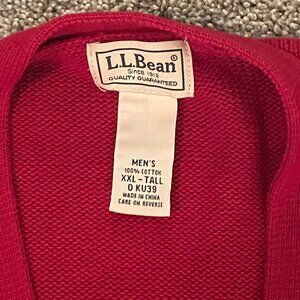 L.L.Bean®
Since 1912
QUALITY GUARANTEED
MEN'S
100% COTTON
XXL - TALL
0 KU39
MADE IN CHINA
CARE ON REVERSE